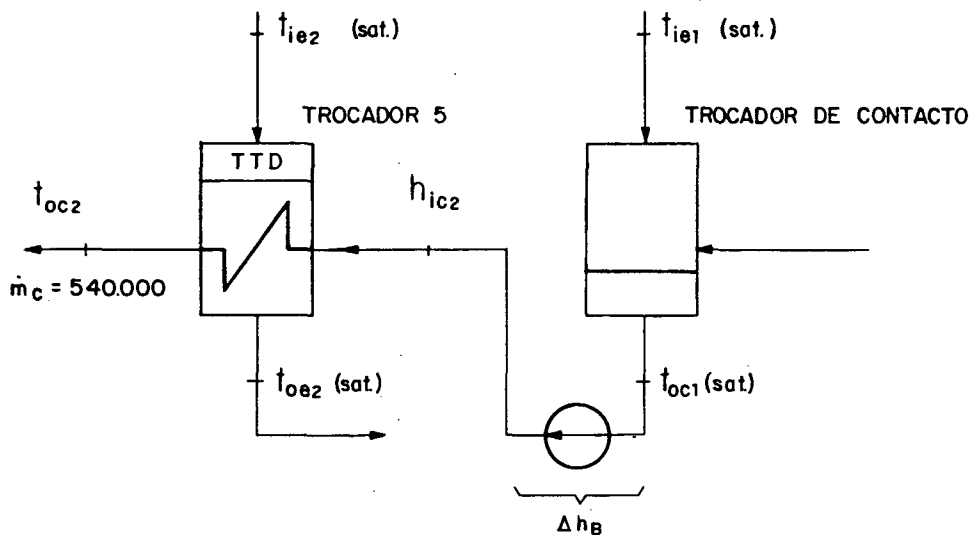 t_ie2 (sat.)
t_ie1 (sat.)
TROCADOR 5
TROCADOR DE CONTACTO
TTD
t_oc2
h_ic2
ṁ_c = 540.000
t_oe2 (sat.)
t_oc1 (sat.)
Δh_B